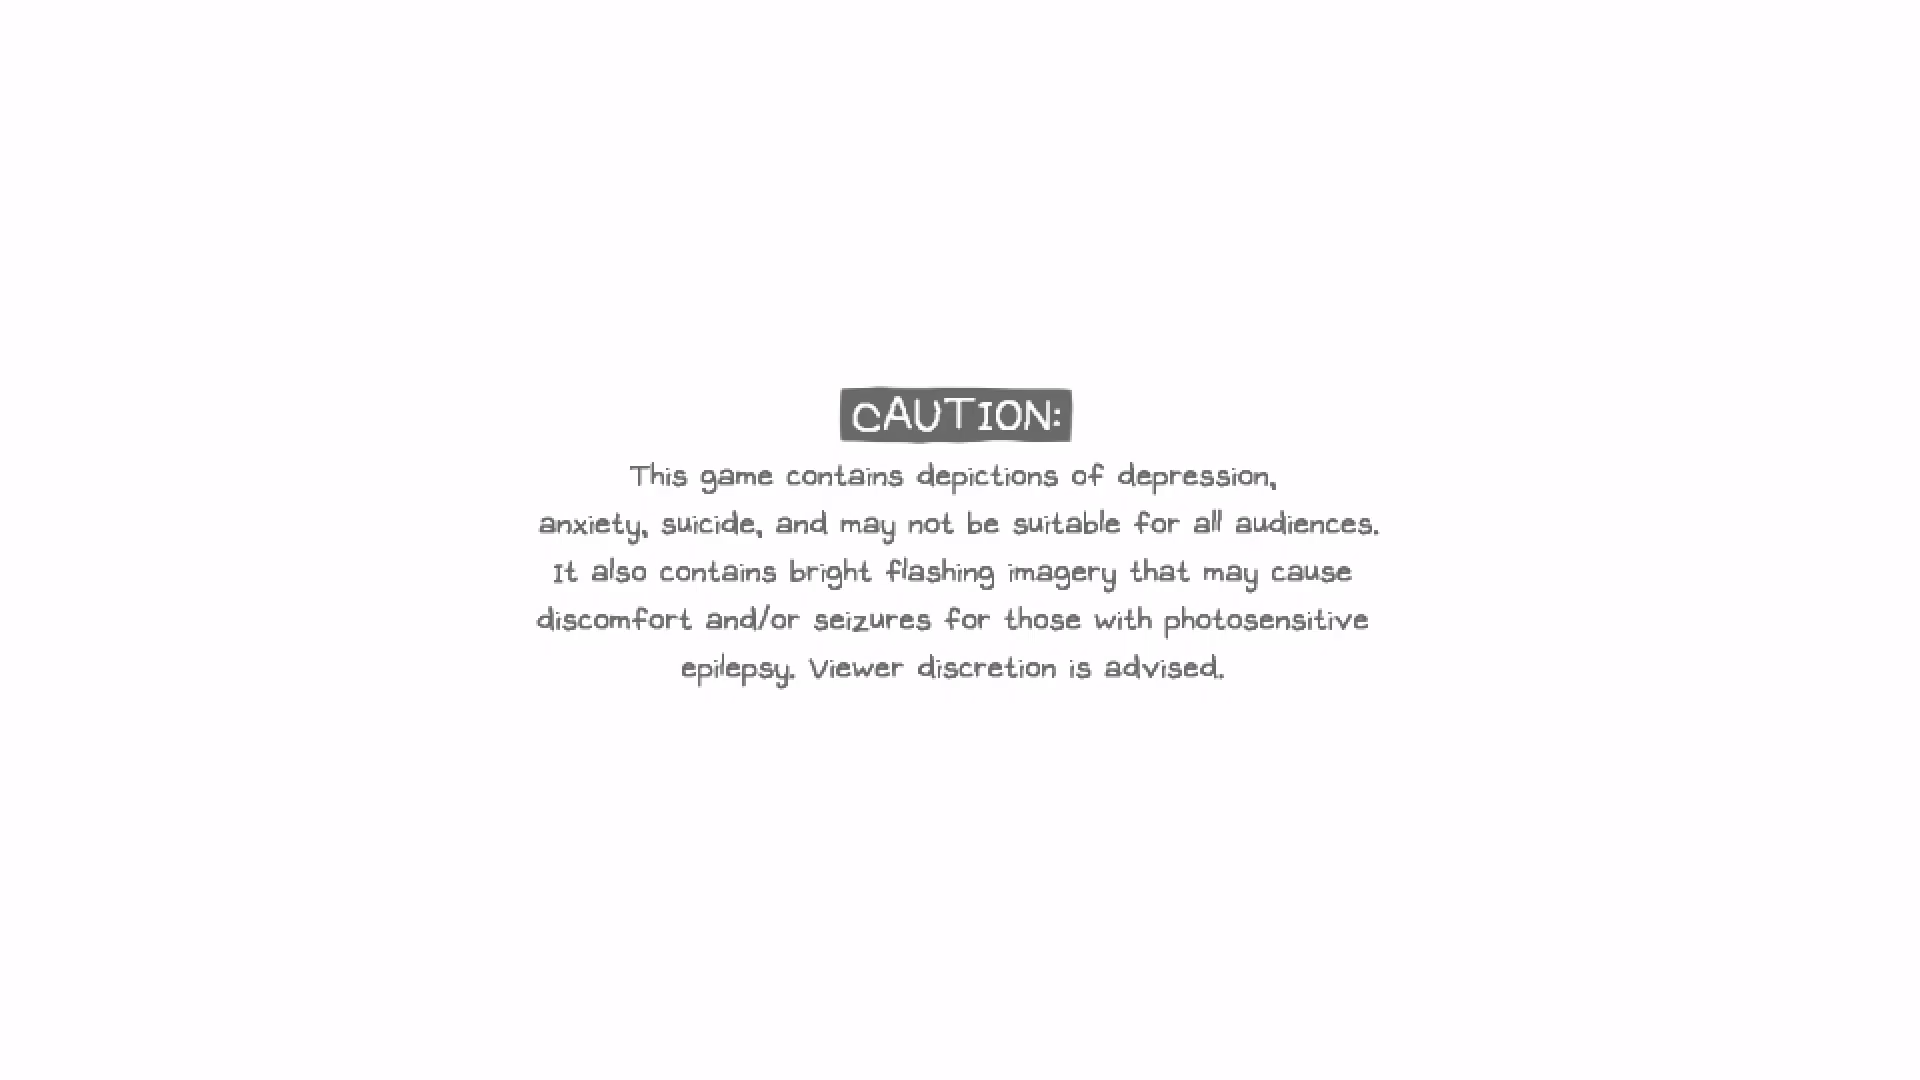 CAUTION:
This game contains depictions of depression,
anxiety, suicide, and may not be suitable for all audiences.
It also contains bright flashing imagery that may cause
discomfort and/or seizures for those with photosensitive
epilepsy. Viewer discretion is advised.